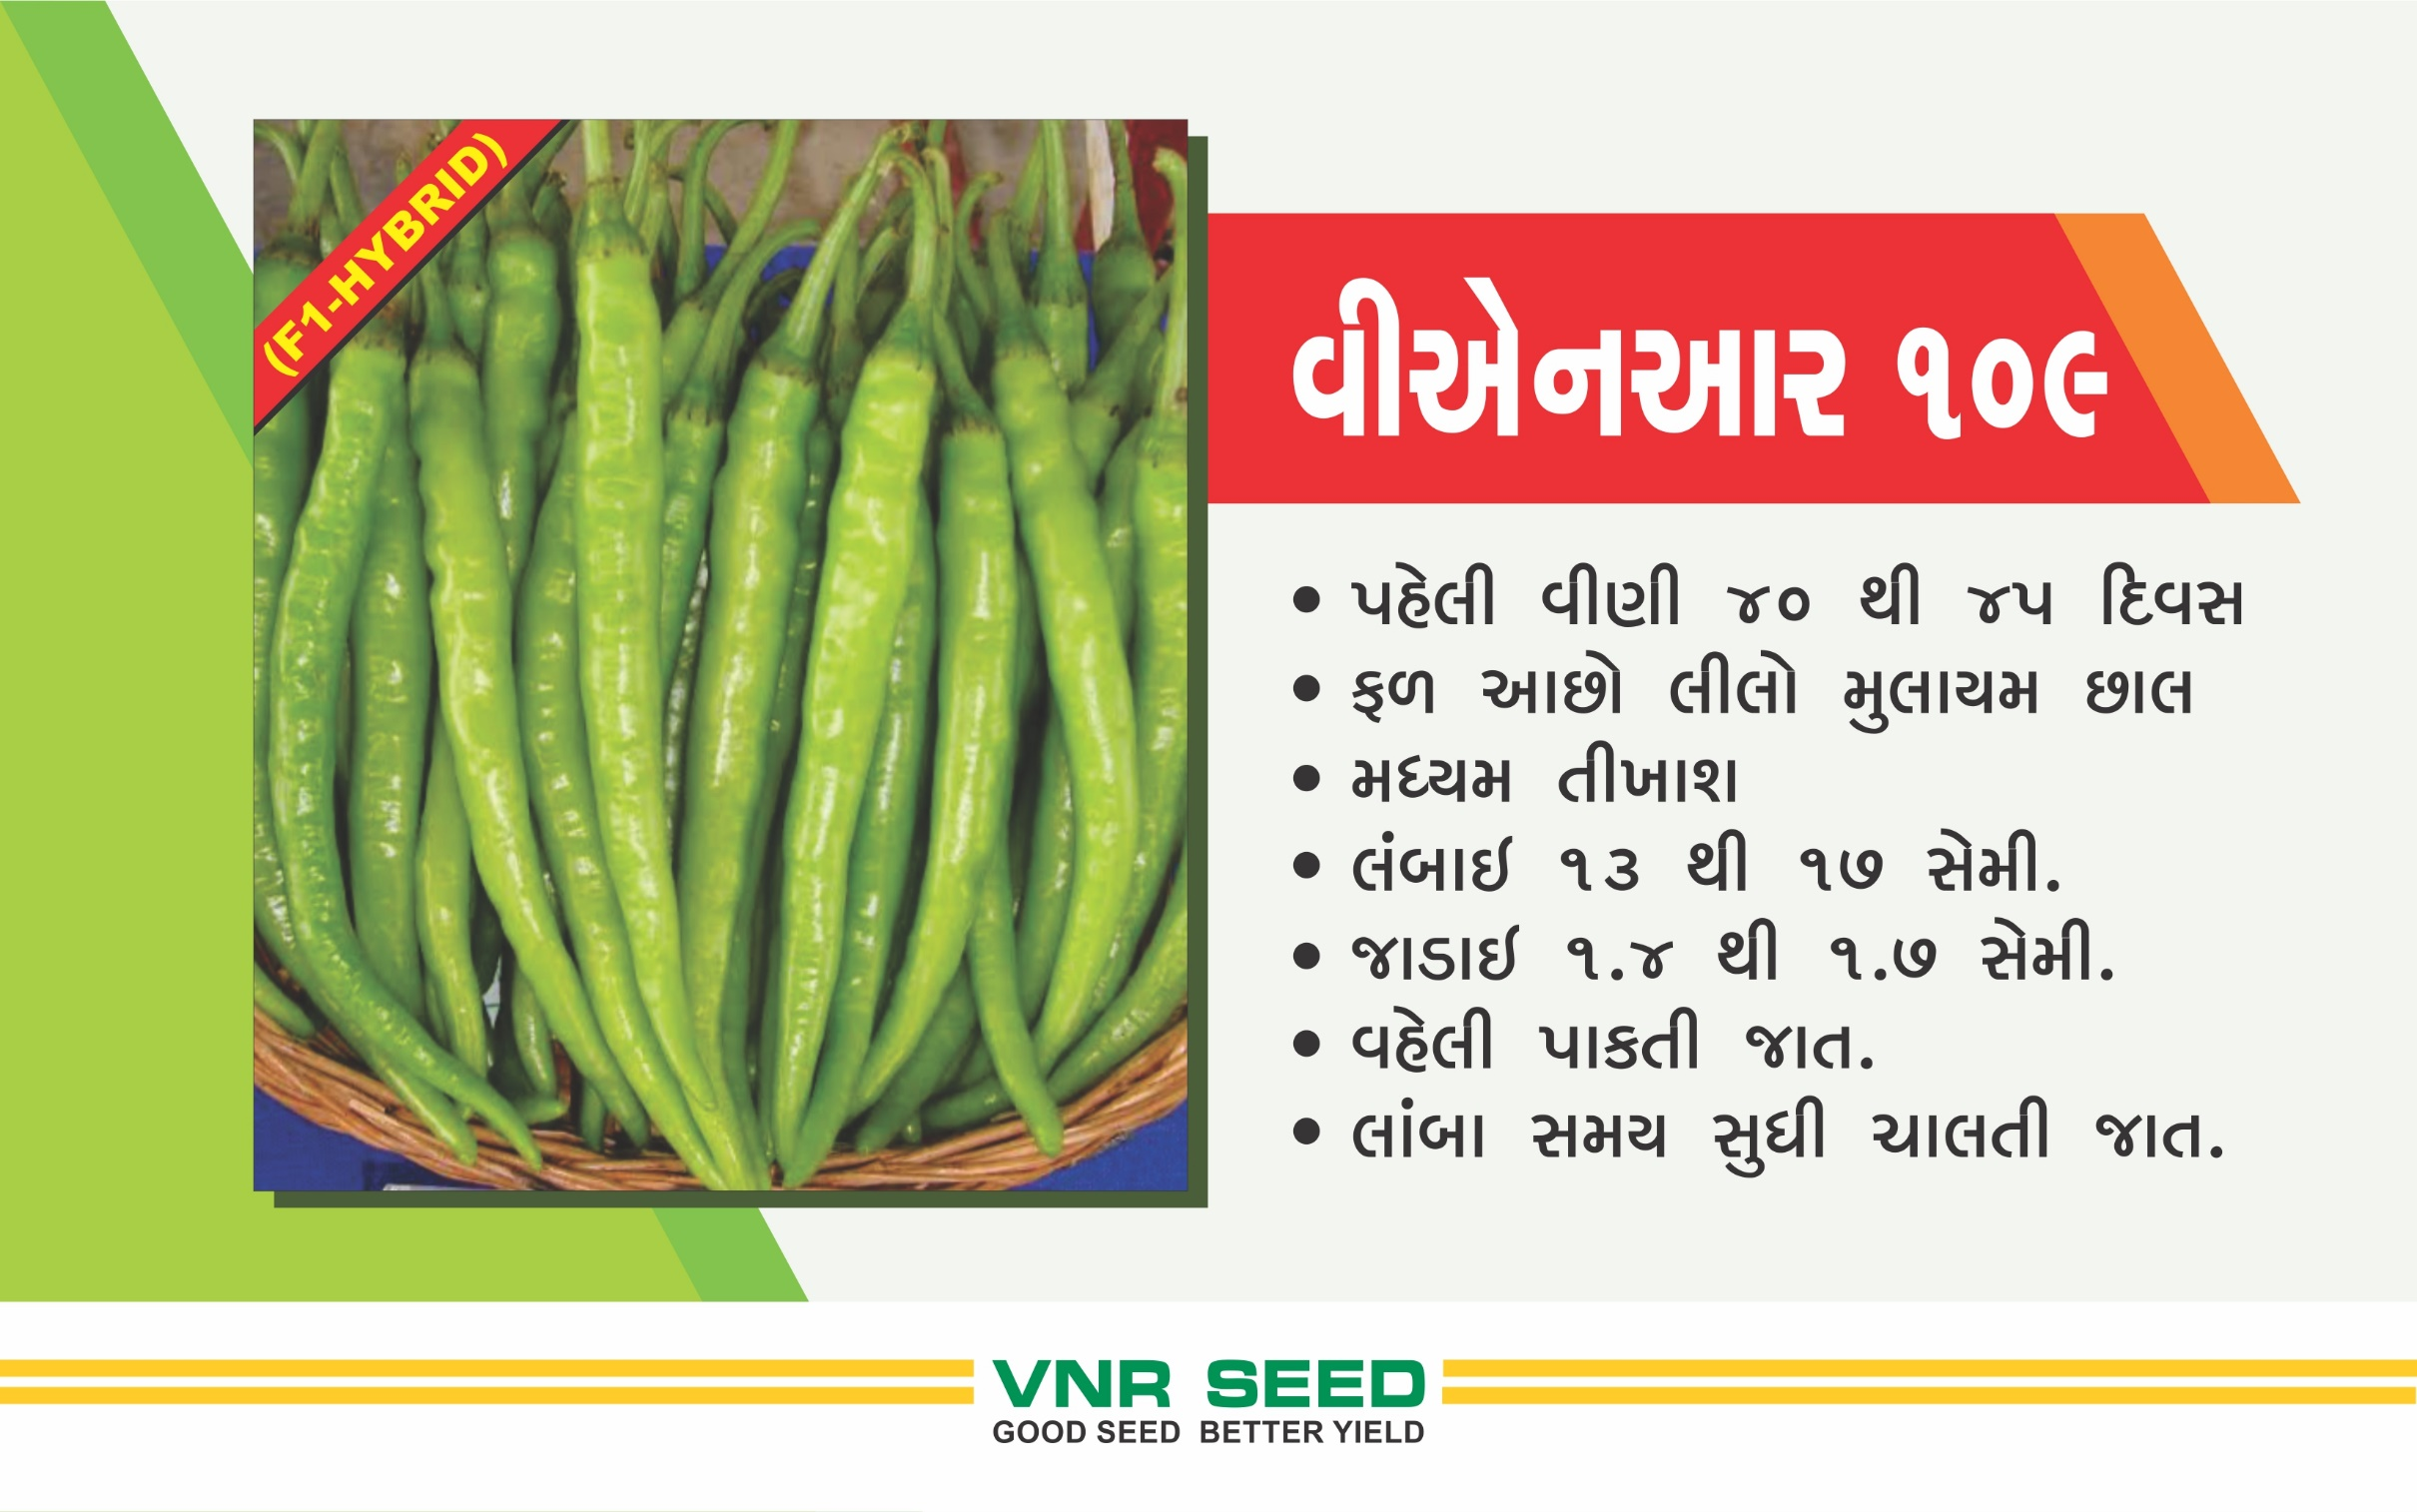 (F1-HYBRID)
વીએનઆર ૧૦૯
• પહેલી વીણી ૪૦ થી ૪૫ દિવસ
• ફળ આછો લીલો મુલાયમ છાલ
• મધ્યમ તીખાશ
• લંબાઈ ૧૩ થી ૧૭ સેમી.
• જાડાઈ ૧.૪ થી ૧.૭ સેમી.
• વહેલી પાકતી જાત.
• લાંબા સમય સુધી ચાલતી જાત.
VNR SEED
GOOD SEED BETTER YIELD